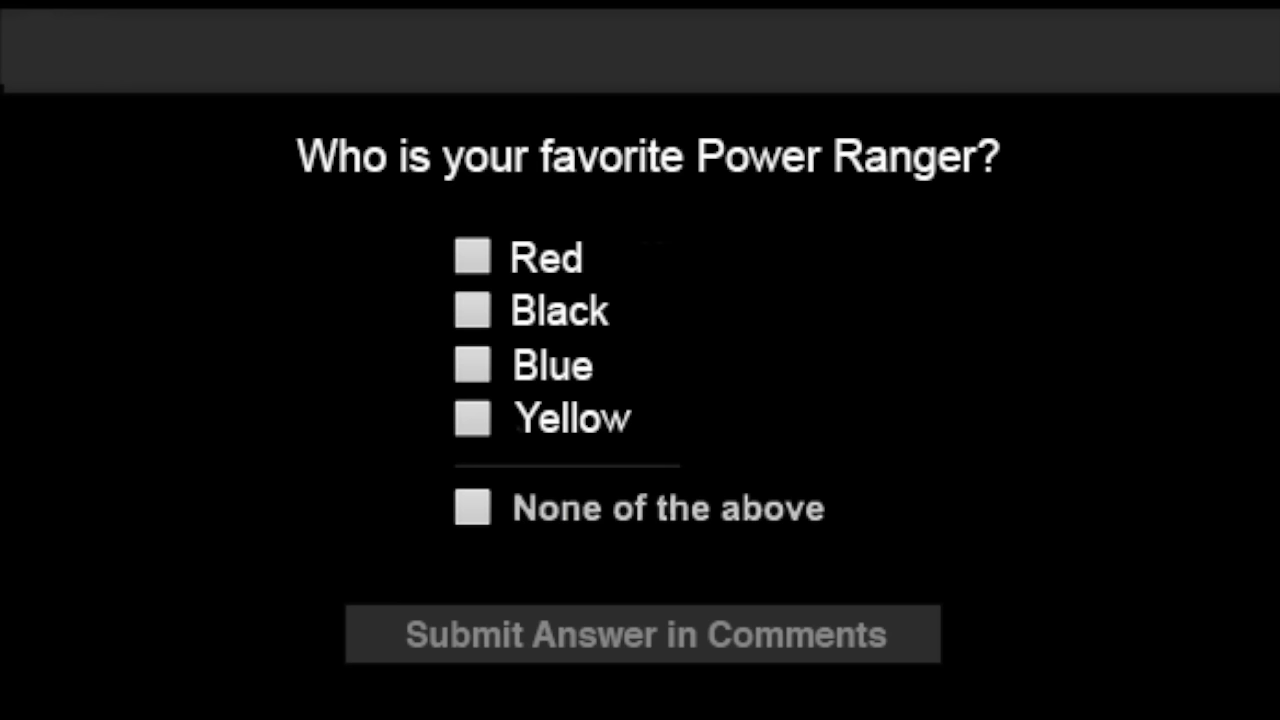 Who is your favorite Power Ranger?
Red
Black
Blue
Yellow
None of the above
Submit Answer in Comments